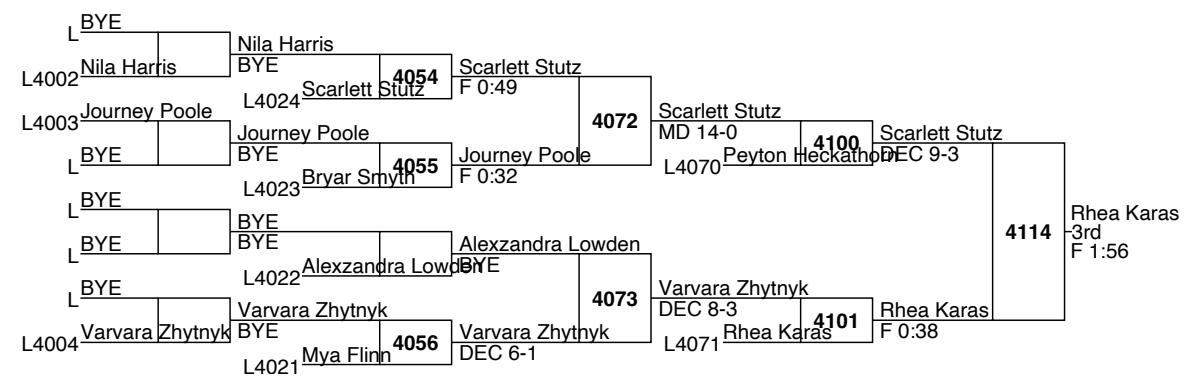 BYE
L
Nila Harris
BYE
L4002 Nila Harris
4054
Scarlett Stutz
F 0:49
L4024 Scarlett Stutz
L4003 Journey Poole
4072
Scarlett Stutz
MD 14-0
Journey Poole
BYE
L BYE
4055
Journey Poole
F 0:32
L4023 Bryar Smyth
4100
Scarlett Stutz
DEC 9-3
L4070 Peyton Heckathorn
L BYE
BYE
BYE
L BYE
Alexzandra Lowden
BYE
L4022 Alexzandra Lowden
4114
Rhea Karas
3rd
F 1:56
L BYE
4073
Varvara Zhytnyk
DEC 8-3
Varvara Zhytnyk
BYE
L4004 Varvara Zhytnyk
4056
Varvara Zhytnyk
DEC 6-1
L4021 Mya Flinn
4101
Rhea Karas
F 0:38
L4071 Rhea Karas